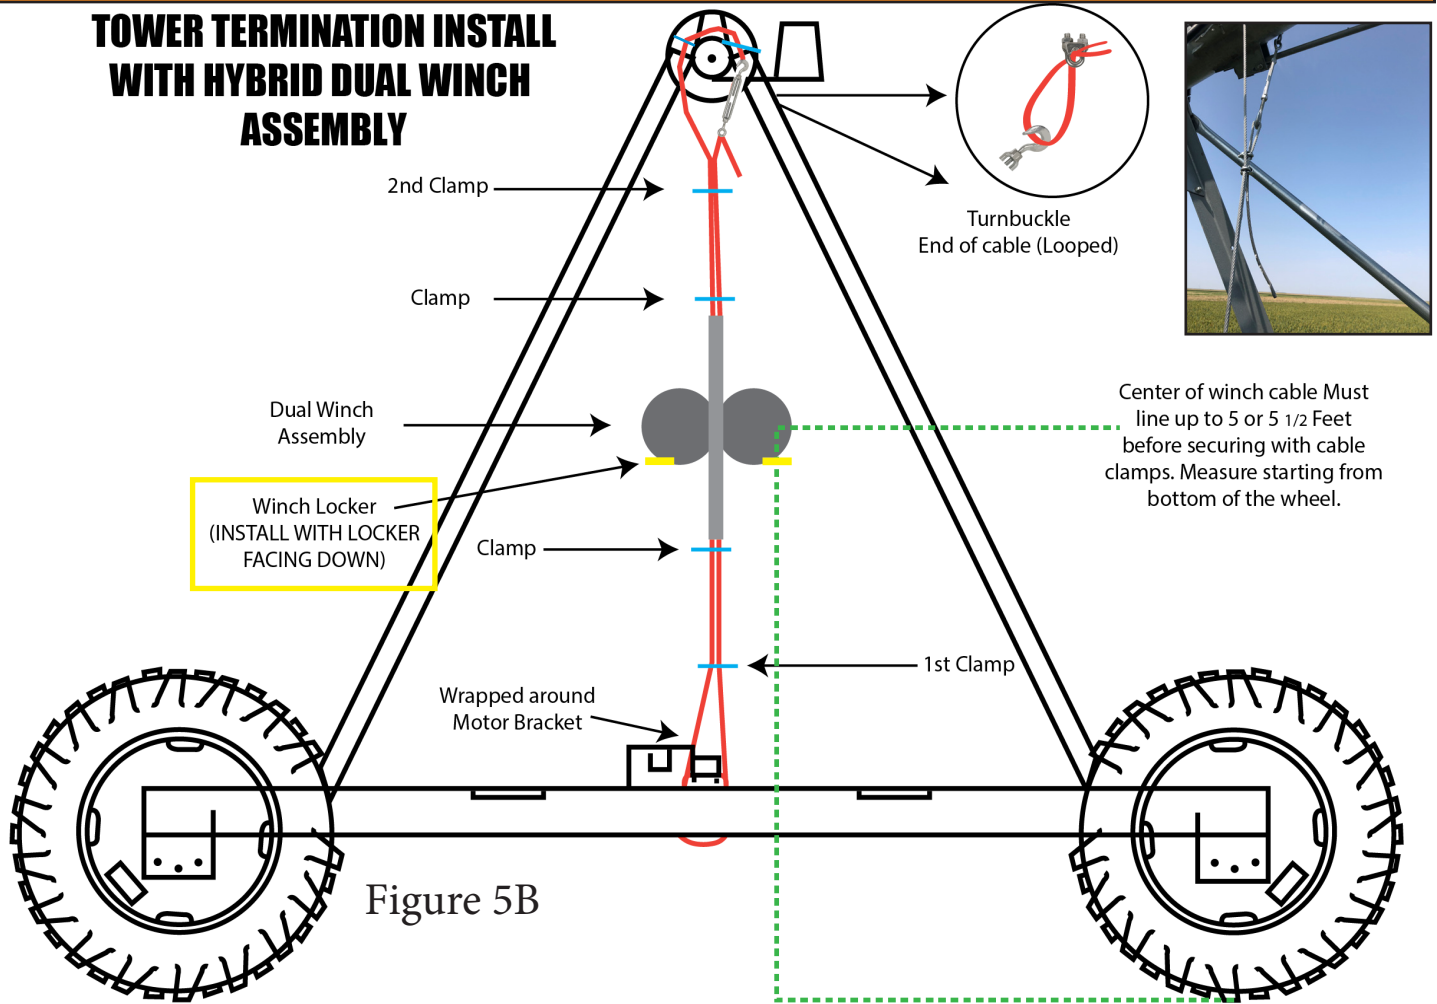 TOWER TERMINATION INSTALL
WITH HYBRID DUAL WINCH
ASSEMBLY
2nd Clamp
Turnbuckle
End of cable (Looped)
Clamp
Dual Winch
Assembly
Center of winch cable Must
line up to 5 or 5 1/2 Feet
before securing with cable
clamps. Measure starting from
bottom of the wheel.
Winch Locker
(INSTALL WITH LOCKER
FACING DOWN)
Clamp
1st Clamp
Wrapped around
Motor Bracket
Figure 5B